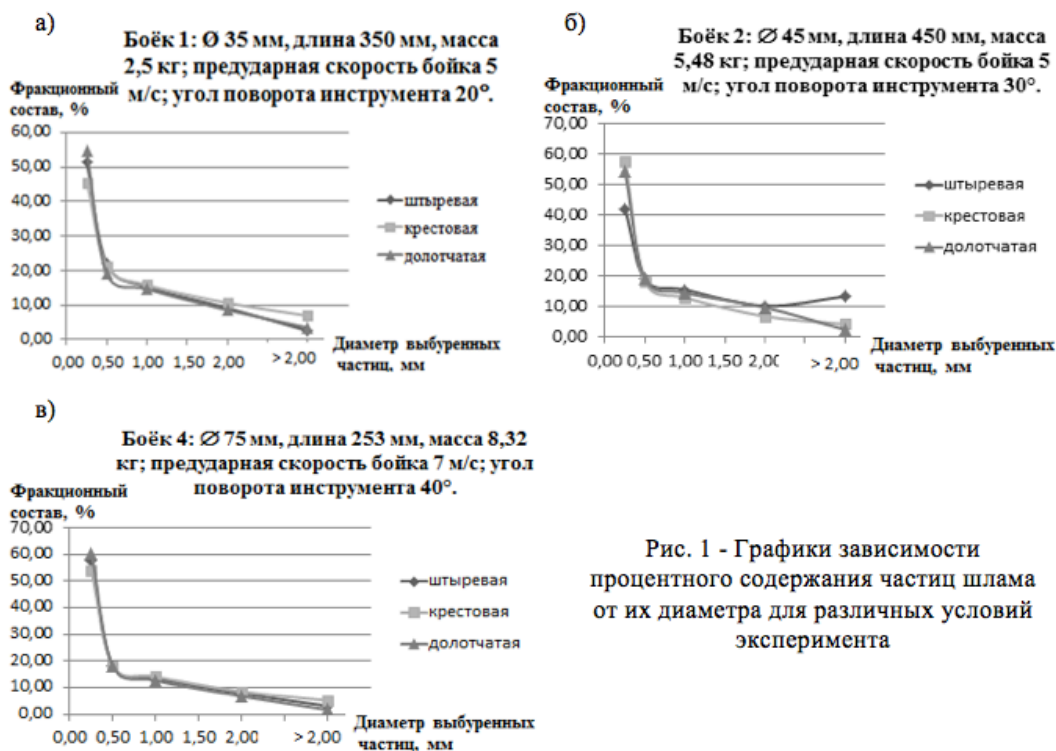 а)
Боёк 1: Ø 35 мм, длина 350 мм, масса
2,5 кг; предударная скорость бойка 5
м/с; угол поворота инструмента 20°.
Фракционный
состав, %
60,00
50,00
40,00
30,00
20,00
10,00
0,00
0,00 0,50 1,00 1,50 2,00 > 2,00
штыревая
крестовая
долотчатая
Диаметр выбуренных
частиц, мм
б)
Боёк 2: ∅ 45 мм, длина 450 мм, масса
5,48 кг; предударная скорость бойка 5
м/с; угол поворота инструмента 30°.
Фракционный
состав, %
70,00
60,00
50,00
40,00
30,00
20,00
10,00
0,00
0,00 0,50 1,00 1,50 2,00 > 2,00
штыревая
крестовая
долотчатая
Диаметр выбуренных
частиц, мм
в)
Боёк 4: ∅ 75 мм, длина 253 мм, масса 8,32
кг; предударная скорость бойка 7 м/с; угол
поворота инструмента 40°.
Фракционный
состав, %
70,00
60,00
50,00
40,00
30,00
20,00
10,00
0,00
0,00 0,50 1,00 2,00 > 2,00
штыревая
крестовая
долотчатая
Диаметр выбуренных
частиц, мм
Рис. 1 - Графики зависимости
процентного содержания частиц шлама
от их диаметра для различных условий
эксперимента